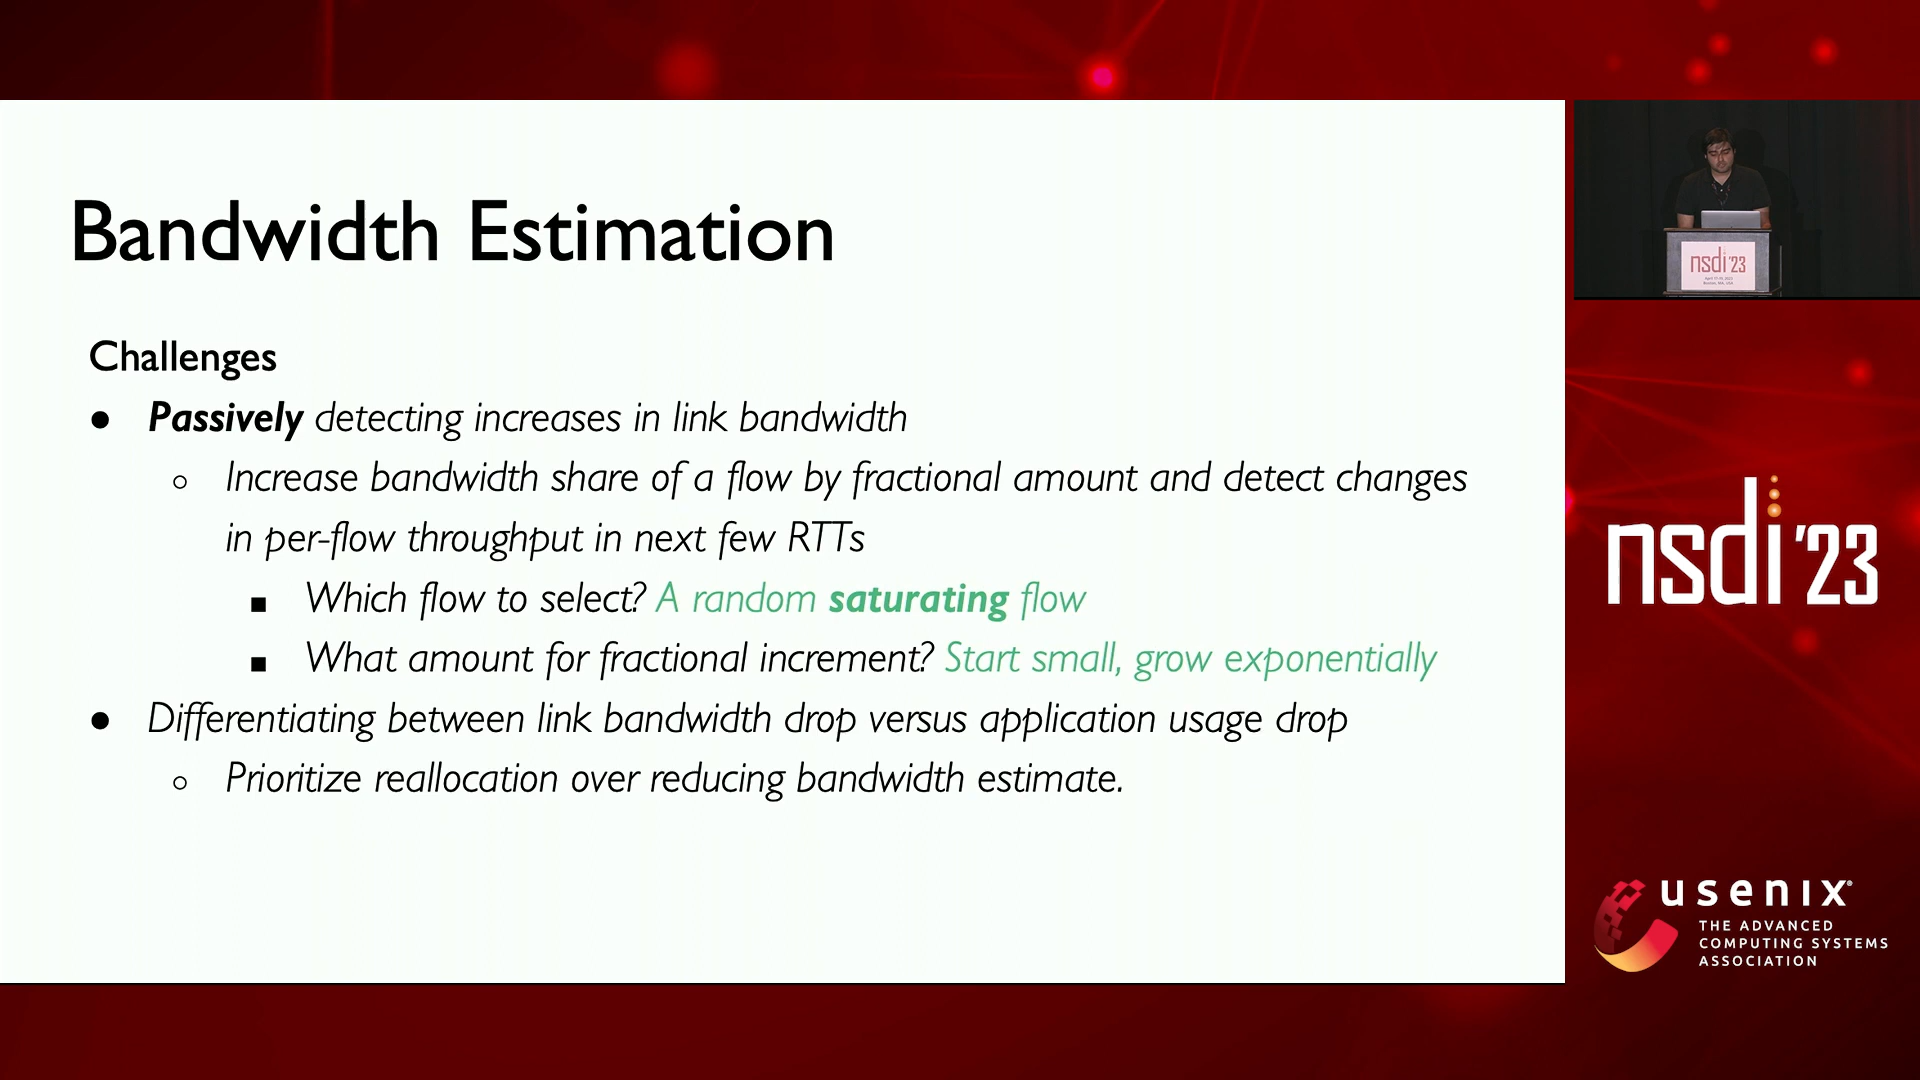 Bandwidth Estimation
Challenges
● Passively detecting increases in link bandwidth
○ Increase bandwidth share of a flow by fractional amount and detect changes
in per-flow throughput in next few RTTs
■ Which flow to select? A random saturating flow
■ What amount for fractional increment? Start small, grow exponentially
● Differentiating between link bandwidth drop versus application usage drop
○ Prioritize reallocation over reducing bandwidth estimate.
nsdi '23
nsdi '23
usenix®
THE ADVANCED
COMPUTING SYSTEMS
ASSOCIATION